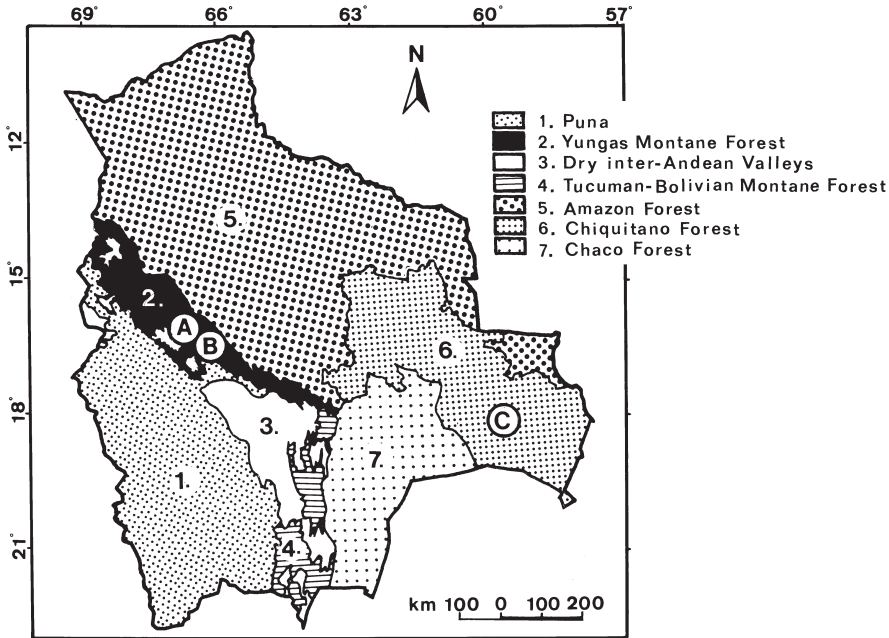 69° 66° 63° 60° 57°
N
1. Puna
2. Yungas Montane Forest
3. Dry inter-Andean Valleys
4. Tucuman-Bolivian Montane Forest
5. Amazon Forest
6. Chiquitano Forest
7. Chaco Forest
12°
15°
18°
21°
5.
2.
A
B
6.
C
3.
7.
1.
4.
km 100 0 100 200